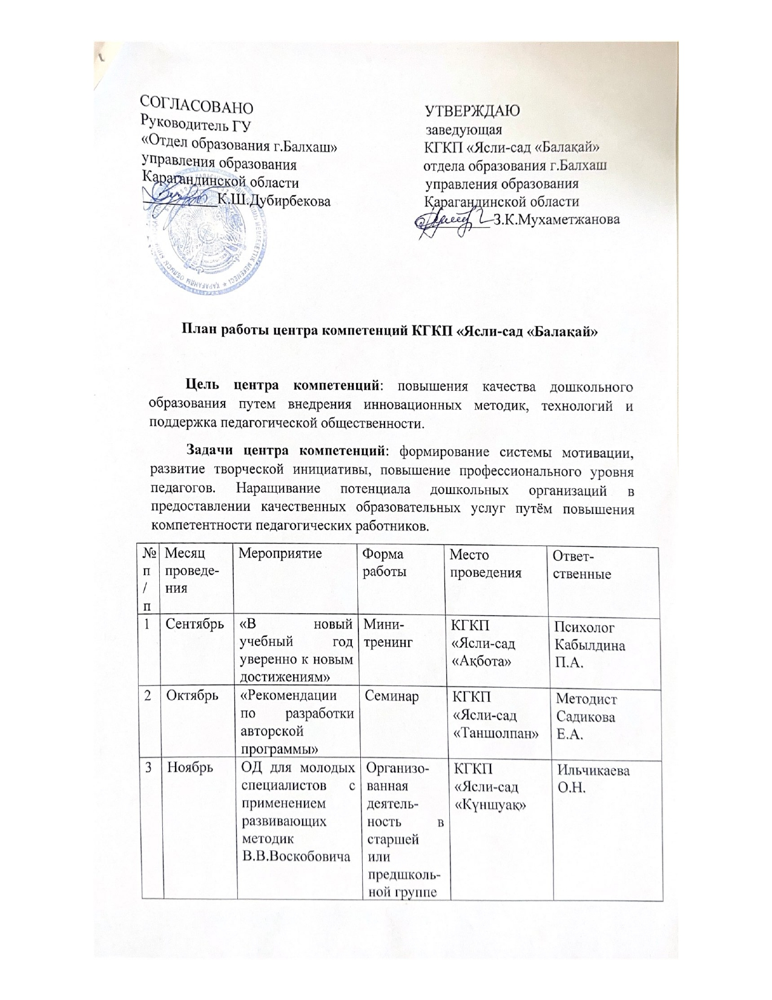 СОГЛАСОВАНО
Руководитель ГУ
«Отдел образования г.Балхаш»
управления образования
Карагандинской области
__________К.Ш.Дубирбекова
УТВЕРЖДАЮ
заведующая
КГКП «Ясли-сад «Балақай»
отдела образования г.Балхаш
управления образования
Карагандинской области
__________З.К.Мухаметжанова
План работы центра компетенций КГКП «Ясли-сад «Балақай»
Цель центра компетенций: повышения качества дошкольного
образования путем внедрения инновационных методик, технологий и
поддержка педагогической общественности.
Задачи центра компетенций: формирование системы мотивации,
развитие творческой инициативы, повышение профессионального уровня
педагогов. Наращивание потенциала дошкольных организаций в
предоставлении качественных образовательных услуг путём повышения
компетентности педагогических работников.
№
п
/
п
Месяц
проведе-
ния
Мероприятие
Форма
работы
Место
проведения
Ответ-
ственные
1
Сентябрь
«В новый
учебный год
уверенно к новым
достижениям»
Мини-
тренинг
КГКП
«Ясли-сад
«Ақбота»
Психолог
Кабылдина
П.А.
2
Октябрь
«Рекомендации
по разработки
авторской
программы»
Семинар
КГКП
«Ясли-сад
«Таншолпан»
Методист
Садикова
Е.А.
3
Ноябрь
ОД для молодых
специалистов с
применением
развивающих
методик
В.В.Воскобовича
Организо-
ванная
деятель-
ность в
старшей
или
предшколь-
ной группе
КГКП
«Ясли-сад
«Күншуақ»
Ильчикаева
О.Н.